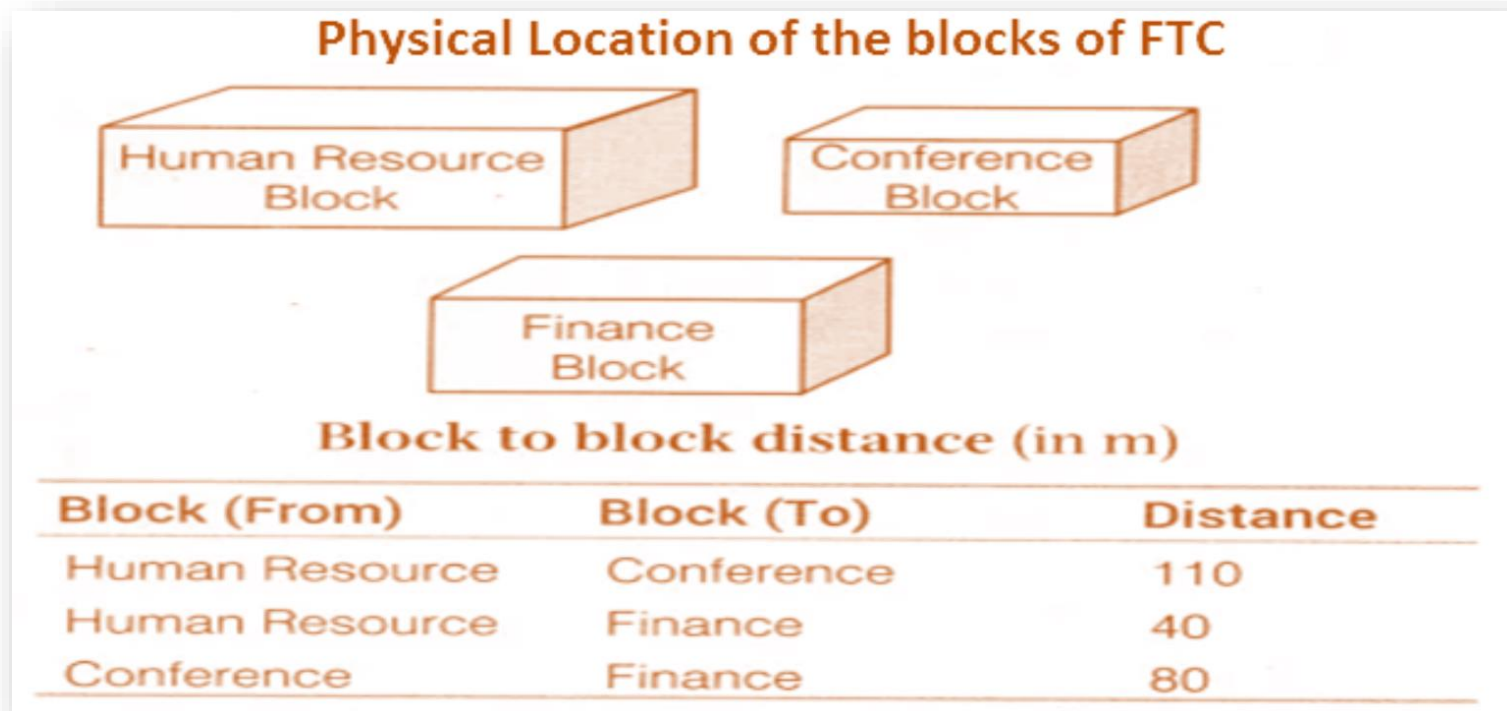 Physical Location of the blocks of FTC
Human Resource
Block
Conference
Block
Finance
Block
Block to block distance (in m)
Block (From) Block (To) Distance
Human Resource Conference 110
Human Resource Finance 40
Conference Finance 80